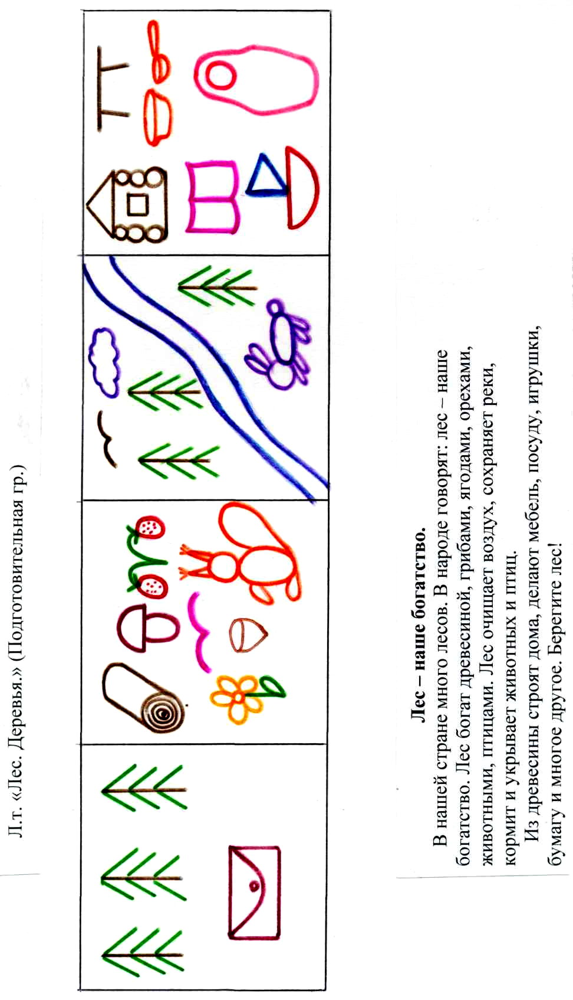 Л.т. «Лес. Деревья.» (Подготовительная гр.)
Лес – наше богатство.
В нашей стране много лесов. В народе говорят: лес – наше
богатство. Лес богат древесиной, грибами, ягодами, орехами,
животными, птицами. Лес очищает воздух, сохраняет реки,
кормит и укрывает животных и птиц.
Из древесины строят дома, делают мебель, посуду, игрушки,
бумагу и многое другое. Берегите лес!